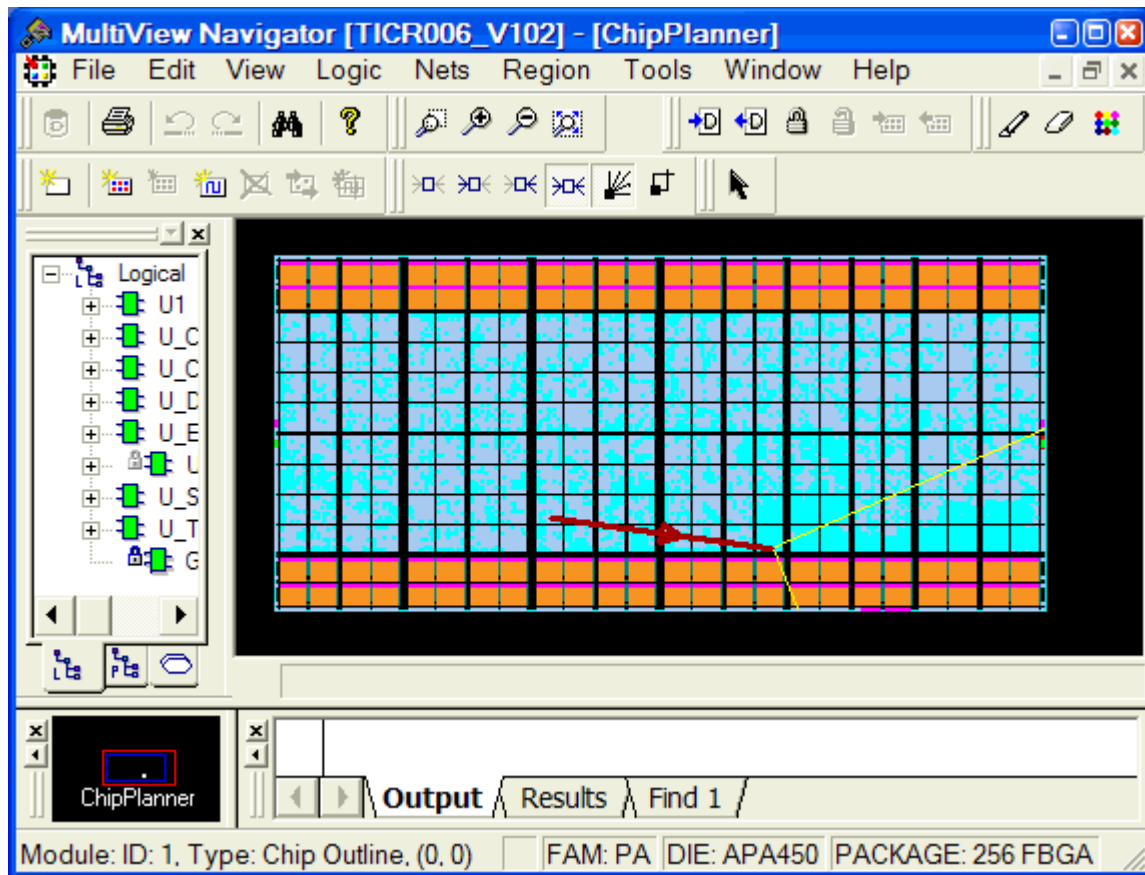 MultiView Navigator [TICR006_V102] - [ChipPlanner]
File Edit View Logic Nets Region Tools Window Help
Logical
U1
U_C
U_C
U_D
U_E
U
U_S
U_T
G
ChipPlanner
Output Results Find 1
Module: ID: 1, Type: Chip Outline, (0, 0) FAM: PA DIE: APA450 PACKAGE: 256 FBGA